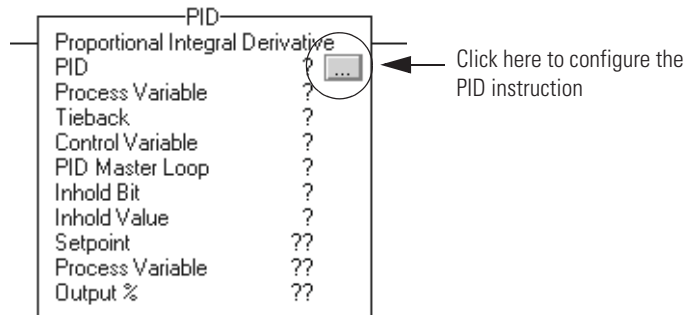 PID
Proportional Integral Derivative
PID ? ...
Process Variable ?
Tieback ?
Control Variable ?
PID Master Loop ?
Inhold Bit ?
Inhold Value ?
Setpoint ??
Process Variable ??
Output % ??
Click here to configure the
PID instruction